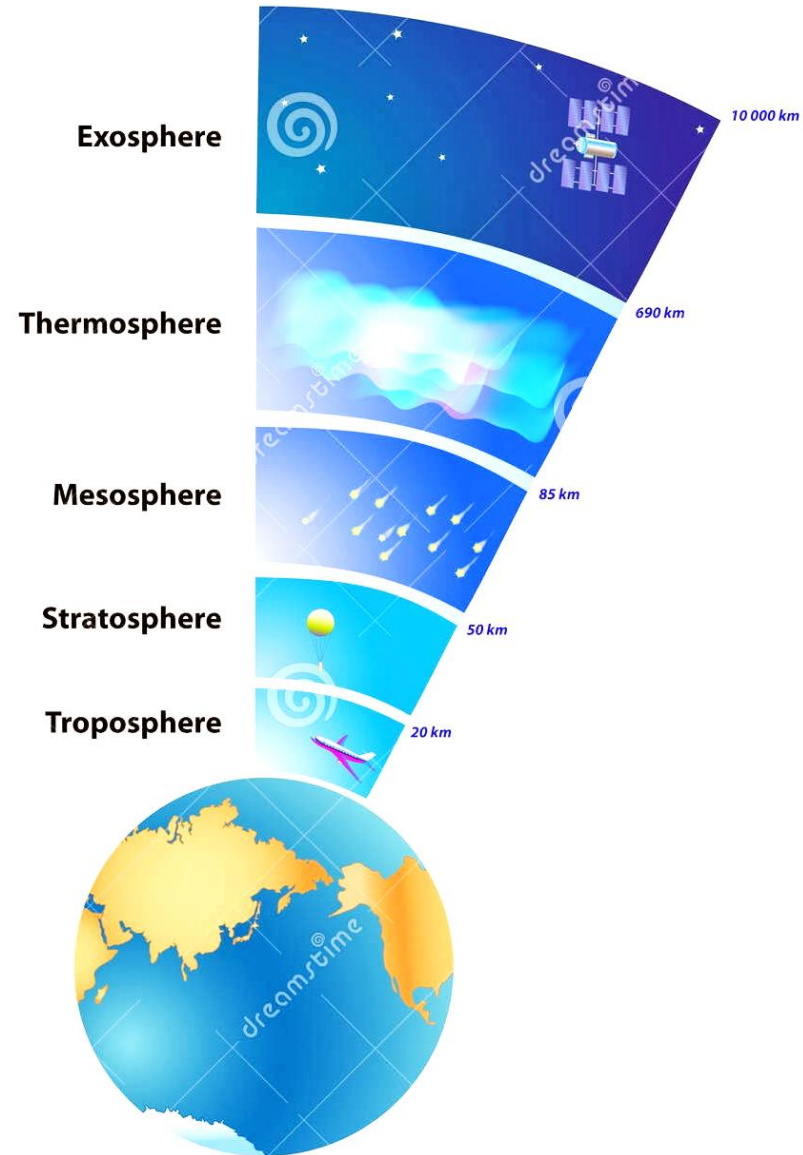 10 000 km
Exosphere
dreamstime
690 km
Thermosphere
dreamstime
85 km
Mesosphere
50 km
Stratosphere
20 km
Troposphere
dreamstime